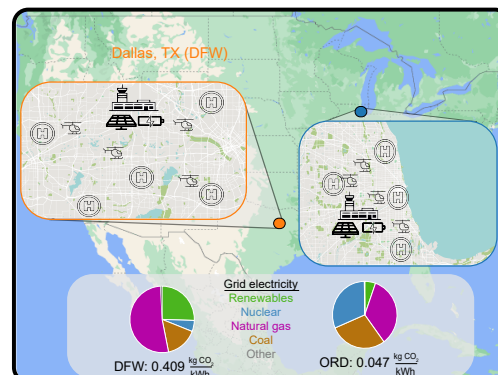 Dallas, TX (DFW)
H
H
H
H
H
H
H
H
H
H
Grid electricity
Renewables
Nuclear
Natural gas
Coal
Other
DFW: 0.409 kg CO₂/kWh
ORD: 0.047 kg CO₂/kWh